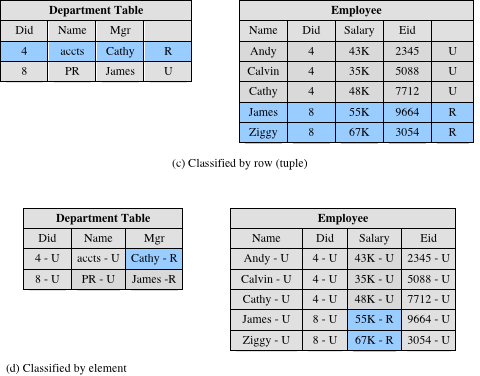 Department Table
Did Name Mgr
4 accts Cathy R
8 PR James U
Employee
Name Did Salary Eid
Andy 4 43K 2345 U
Calvin 4 35K 5088 U
Cathy 4 48K 7712 U
James 8 55K 9664 R
Ziggy 8 67K 3054 R
(c) Classified by row (tuple)
Department Table
Did Name Mgr
4 - U accts - U Cathy - R
8 - U PR - U James -R
Employee
Name Did Salary Eid
Andy - U 4 - U 43K - U 2345 - U
Calvin - U 4 - U 35K - U 5088 - U
Cathy - U 4 - U 48K - U 7712 - U
James - U 8 - U 55K - R 9664 - U
Ziggy - U 8 - U 67K - R 3054 - U
(d) Classified by element